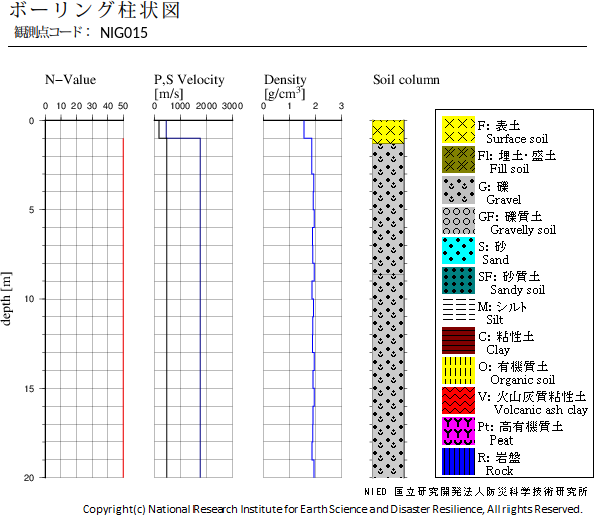 ボーリング柱状図
観測点コード： NIG015
N−Value
P,S Velocity
[m/s]
Density
[g/cm3]
Soil column
0 10 20 30 40 50
0 1000 2000 3000
0 1 2 3
0
5
10
15
20
depth [m]
F: 表土
Surface soil
Fl: 埋土・盛土
Fill soil
G: 礫
Gravel
GF: 礫質土
Gravelly soil
S: 砂
Sand
SF: 砂質土
Sandy soil
M: シルト
Silt
C: 粘性土
Clay
O: 有機質土
Organic soil
V: 火山灰質粘性土
Volcanic ash clay
Pt: 高有機質土
Peat
R: 岩盤
Rock
NIED 国立研究開発法人防災科学技術研究所
Copyright(c) National Research Institute for Earth Science and Disaster Resilience, All rights Reserved.